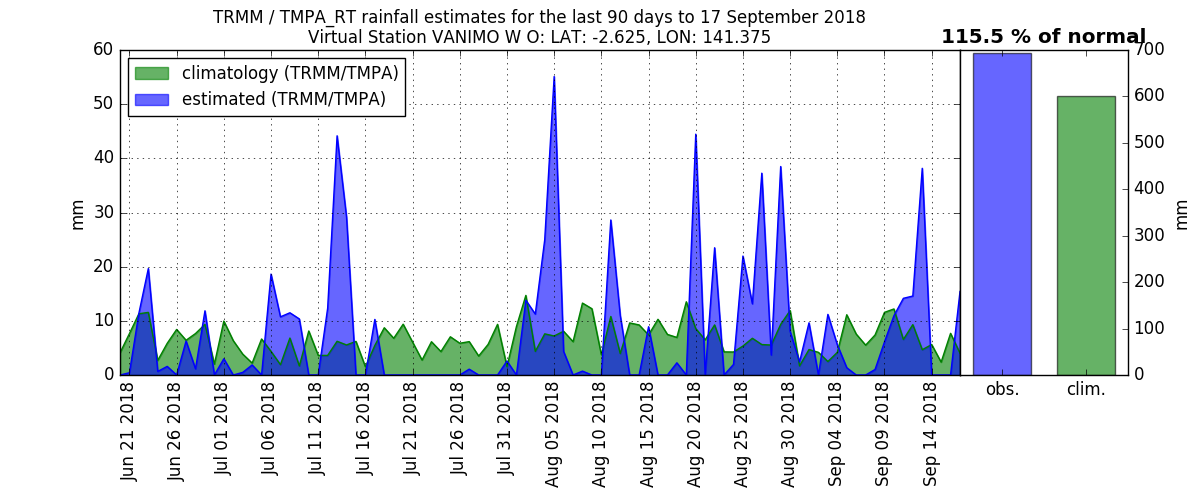 TRMM / TMPA_RT rainfall estimates for the last 90 days to 17 September 2018
Virtual Station VANIMO W O: LAT: -2.625, LON: 141.375
115.5 % of normal
climatology (TRMM/TMPA)
estimated (TRMM/TMPA)
60
50
40
30
20
10
0
mm
Jun 21 2018
Jun 26 2018
Jul 01 2018
Jul 06 2018
Jul 11 2018
Jul 16 2018
Jul 21 2018
Jul 26 2018
Jul 31 2018
Aug 05 2018
Aug 10 2018
Aug 15 2018
Aug 20 2018
Aug 25 2018
Aug 30 2018
Sep 04 2018
Sep 09 2018
Sep 14 2018
obs.
clim.
700
600
500
400
300
200
100
0
mm